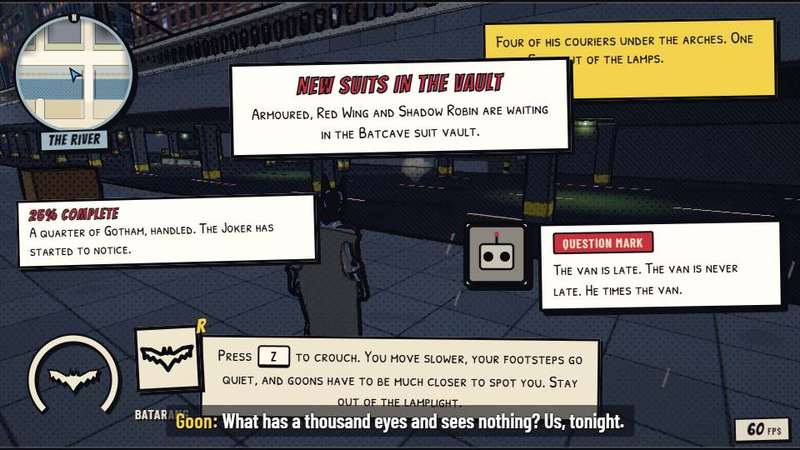 N
THE RIVER
Four of his couriers under the arches. One
out of the lamps.
NEW SUITS IN THE VAULT
Armoured, Red Wing and Shadow Robin are waiting
in the Batcave suit vault.
25% COMPLETE
A quarter of Gotham, handled. The Joker has
started to notice.
QUESTION MARK
The van is late. The van is never
late. He times the van.
R
BATARANG
Press Z to crouch. You move slower, your footsteps go
quiet, and goons have to be much closer to spot you. Stay
out of the lamplight.
Goon: What has a thousand eyes and sees nothing? Us, tonight.
60 FPS